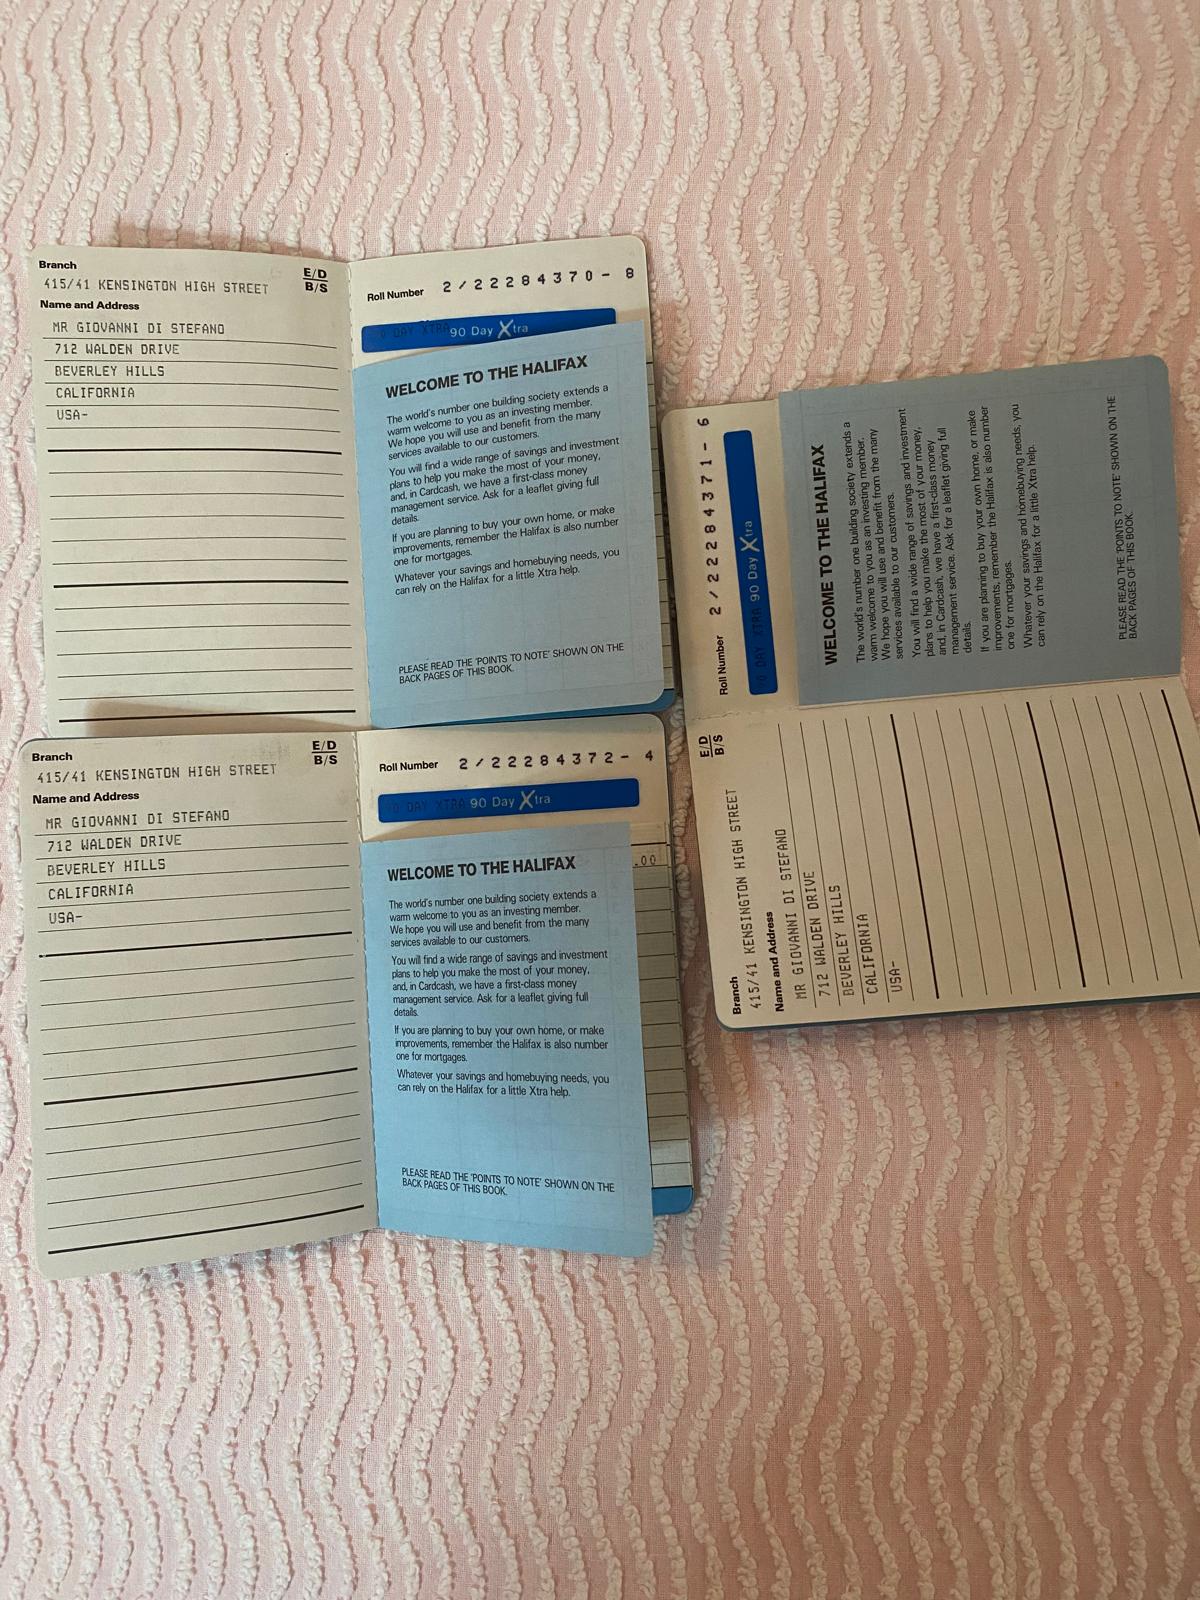 Branch
415/41 KENSINGTON HIGH STREET
E/D
B/S
Name and Address
MR GIOVANNI DI STEFANO
712 WALDEN DRIVE
BEVERLEY HILLS
CALIFORNIA
USA-
Roll Number 2/22284370- 8
90 DAY XTRA 90 Day Xtra
WELCOME TO THE HALIFAX
The world's number one building society extends a
warm welcome to you as an investing member.
We hope you will use and benefit from the many
services available to our customers.
You will find a wide range of savings and investment
plans to help you make the most of your money,
and, in Cardcash, we have a first-class money
management service. Ask for a leaflet giving full
details.
If you are planning to buy your own home, or make
improvements, remember the Halifax is also number
one for mortgages.
Whatever your savings and homebuying needs, you
can rely on the Halifax for a little Xtra help.
PLEASE READ THE 'POINTS TO NOTE' SHOWN ON THE
BACK PAGES OF THIS BOOK.
Branch
415/41 KENSINGTON HIGH STREET
E/D
B/S
Name and Address
MR GIOVANNI DI STEFANO
712 WALDEN DRIVE
BEVERLEY HILLS
CALIFORNIA
USA-
Roll Number 2/22284372- 4
90 DAY XTRA 90 Day Xtra
.00
WELCOME TO THE HALIFAX
The world's number one building society extends a
warm welcome to you as an investing member.
We hope you will use and benefit from the many
services available to our customers.
You will find a wide range of savings and investment
plans to help you make the most of your money,
and, in Cardcash, we have a first-class money
management service. Ask for a leaflet giving full
details.
If you are planning to buy your own home, or make
improvements, remember the Halifax is also number
one for mortgages.
Whatever your savings and homebuying needs, you
can rely on the Halifax for a little Xtra help.
PLEASE READ THE 'POINTS TO NOTE' SHOWN ON THE
BACK PAGES OF THIS BOOK.
Branch
415/41 KENSINGTON HIGH STREET
E/D
B/S
Name and Address
MR GIOVANNI DI STEFANO
712 WALDEN DRIVE
BEVERLEY HILLS
CALIFORNIA
USA-
Roll Number 2/22284371- 6
90 DAY XTRA 90 Day Xtra
WELCOME TO THE HALIFAX
The world's number one building society extends a
warm welcome to you as an investing member.
We hope you will use and benefit from the many
services available to our customers.
You will find a wide range of savings and investment
plans to help you make the most of your money,
and, in Cardcash, we have a first-class money
management service. Ask for a leaflet giving full
details.
If you are planning to buy your own home, or make
improvements, remember the Halifax is also number
one for mortgages.
Whatever your savings and homebuying needs, you
can rely on the Halifax for a little Xtra help.
PLEASE READ THE 'POINTS TO NOTE' SHOWN ON THE
BACK PAGES OF THIS BOOK.